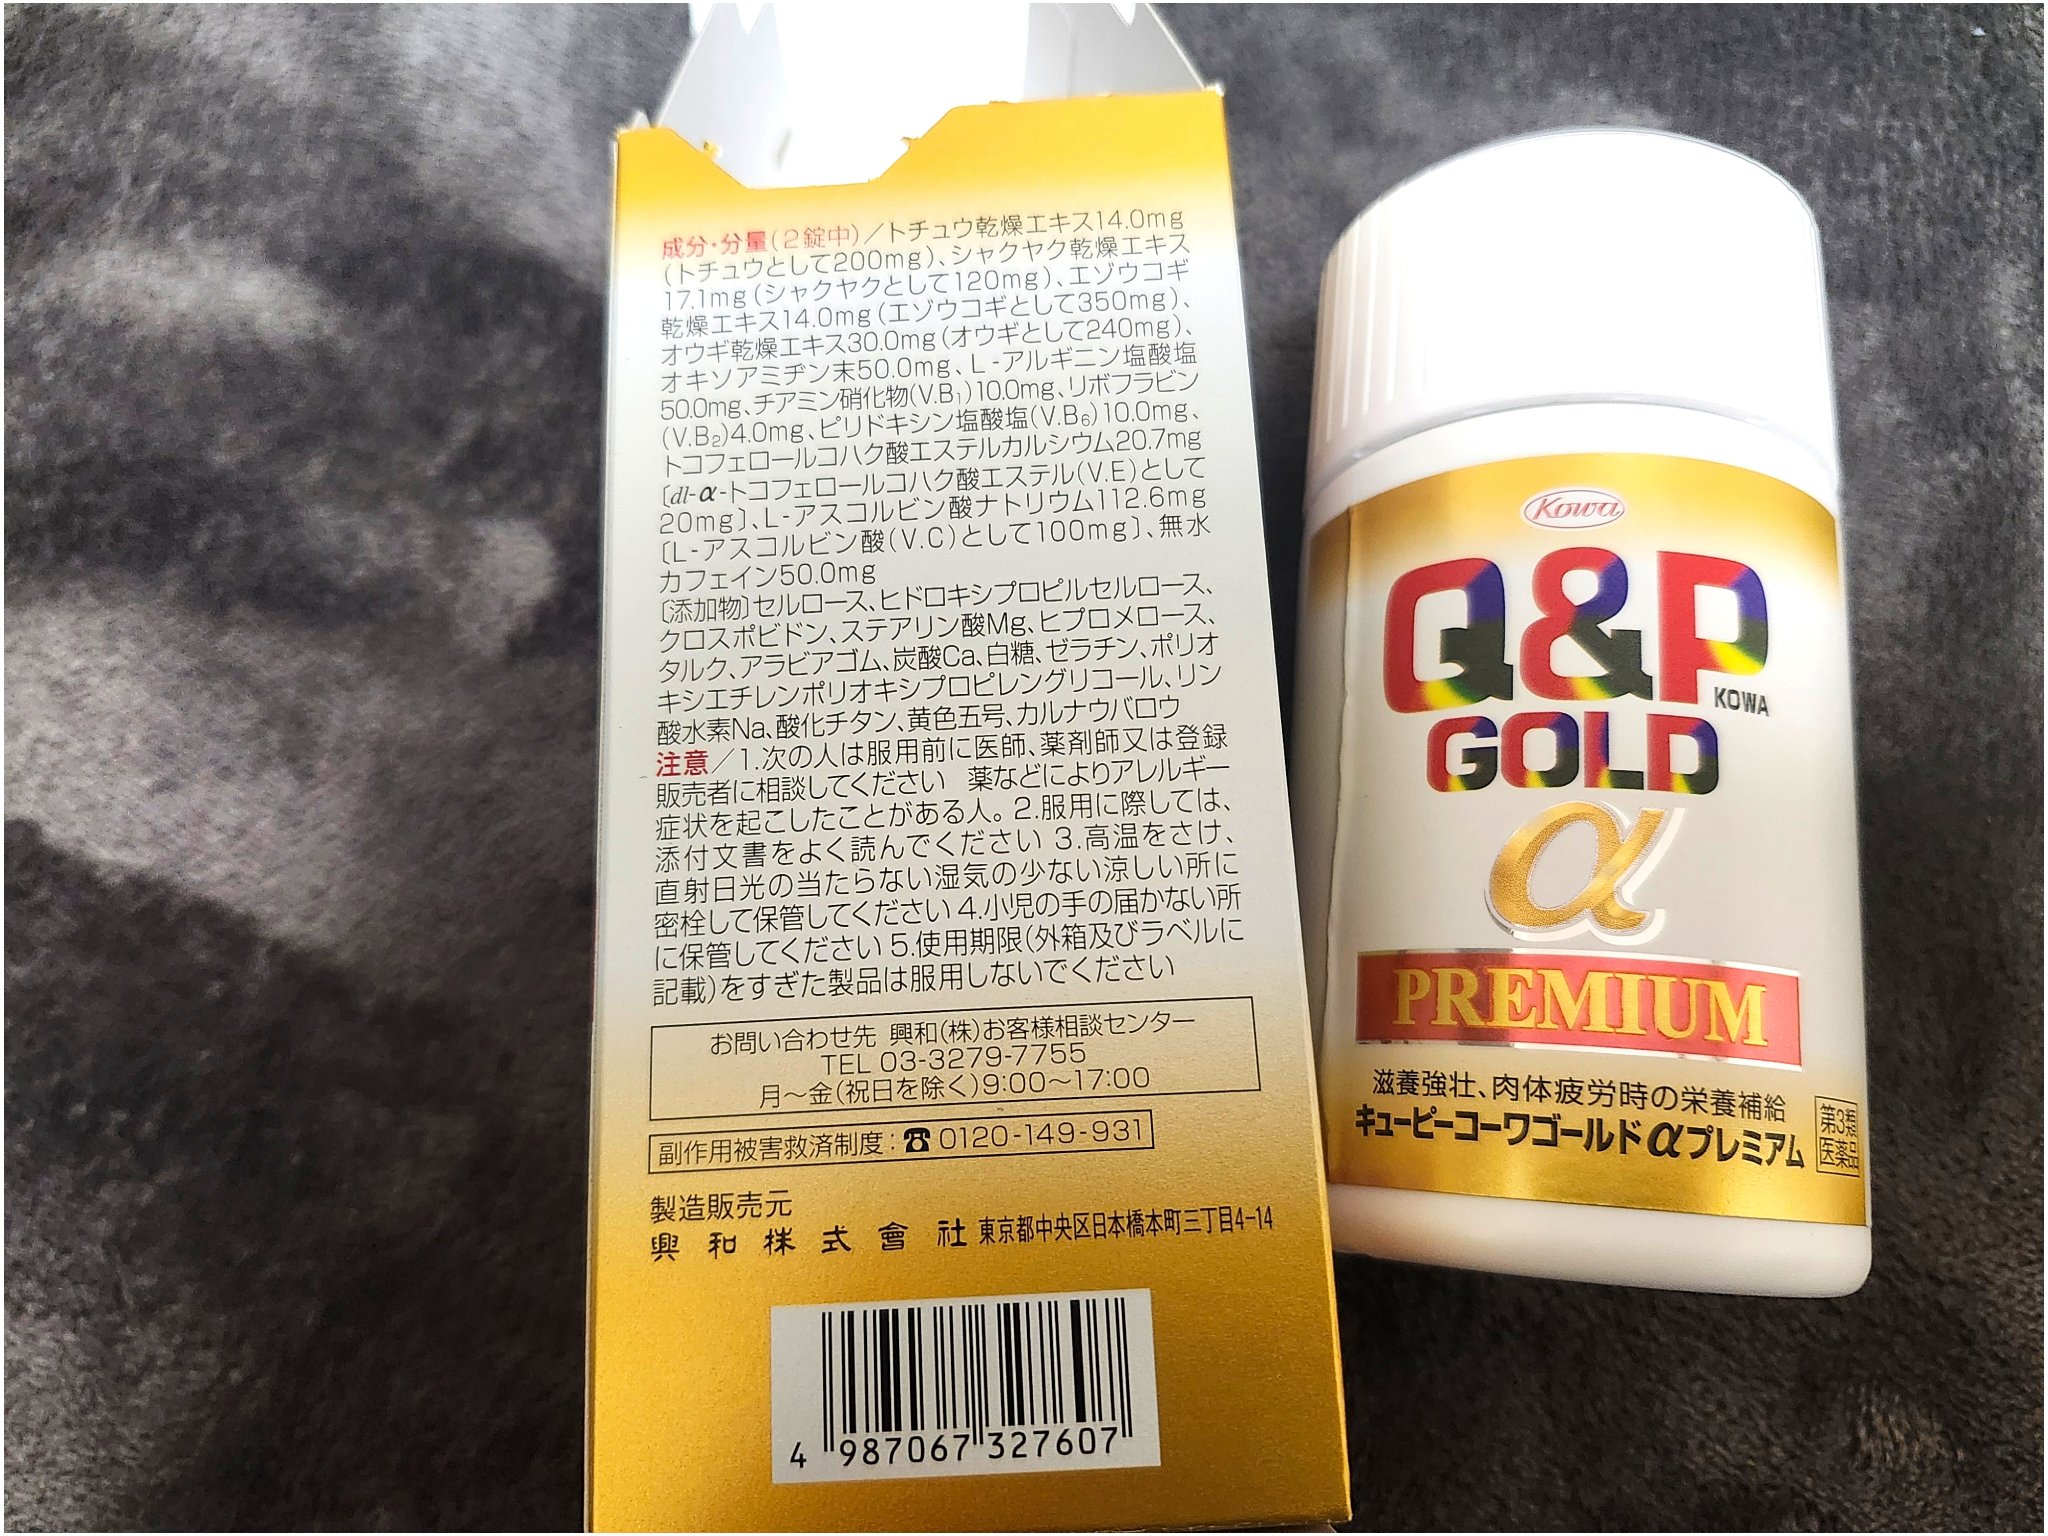 成分・分量(2錠中)／トチュウ乾燥エキス14.0mg
(トチュウとして200mg)、シャクヤク乾燥エキス
17.1mg(シャクヤクとして120mg)、エゾウコギ
乾燥エキス14.0mg(エゾウコギとして350mg)、
オウギ乾燥エキス30.0mg(オウギとして240mg)、
オキソアミヂン末50.0mg、L-アルギニン塩酸塩
50.0mg、チアミン硝化物(V.B₁)10.0mg、リボフラビン
(V.B₂)4.0mg、ピリドキシン塩酸塩(V.B₆)10.0mg、
トコフェロールコハク酸エステルカルシウム20.7mg
〔dl-α-トコフェロールコハク酸エステル(V.E)として
20mg〕、L-アスコルビン酸ナトリウム112.6mg
〔L-アスコルビン酸(V.C)として100mg〕、無水
カフェイン50.0mg
〔添加物〕セルロース、ヒドロキシプロピルセルロース、
クロスポビドン、ステアリン酸Mg、ヒプロメロース、
タルク、アラビアゴム、炭酸Ca、白糖、ゼラチン、ポリオ
キシエチレンポリオキシプロピレングリコール、リン
酸水素Na、酸化チタン、黄色五号、カルナウバロウ
注意／1.次の人は服用前に医師、薬剤師又は登録
販売者に相談してください 薬などによりアレルギー
症状を起こしたことがある人。2.服用に際しては、
添付文書をよく読んでください 3.高温をさけ、
直射日光の当たらない湿気の少ない涼しい所に
密栓して保管してください 4.小児の手の届かない所
に保管してください 5.使用期限(外箱及びラベルに
記載)をすぎた製品は服用しないでください
お問い合わせ先 興和(株)お客様相談センター
TEL 03-3279-7755
月～金(祝日を除く)9:00～17:00
副作用被害救済制度：☎0120-149-931
製造販売元
興和株式會社 東京都中央区日本橋本町三丁目4-14
4 987067 327607
Kowa
Q&P
KOWA
GOLD
α
PREMIUM
滋養強壮、肉体疲労時の栄養補給
キューピーコーワゴールドαプレミアム
第3類
医薬品